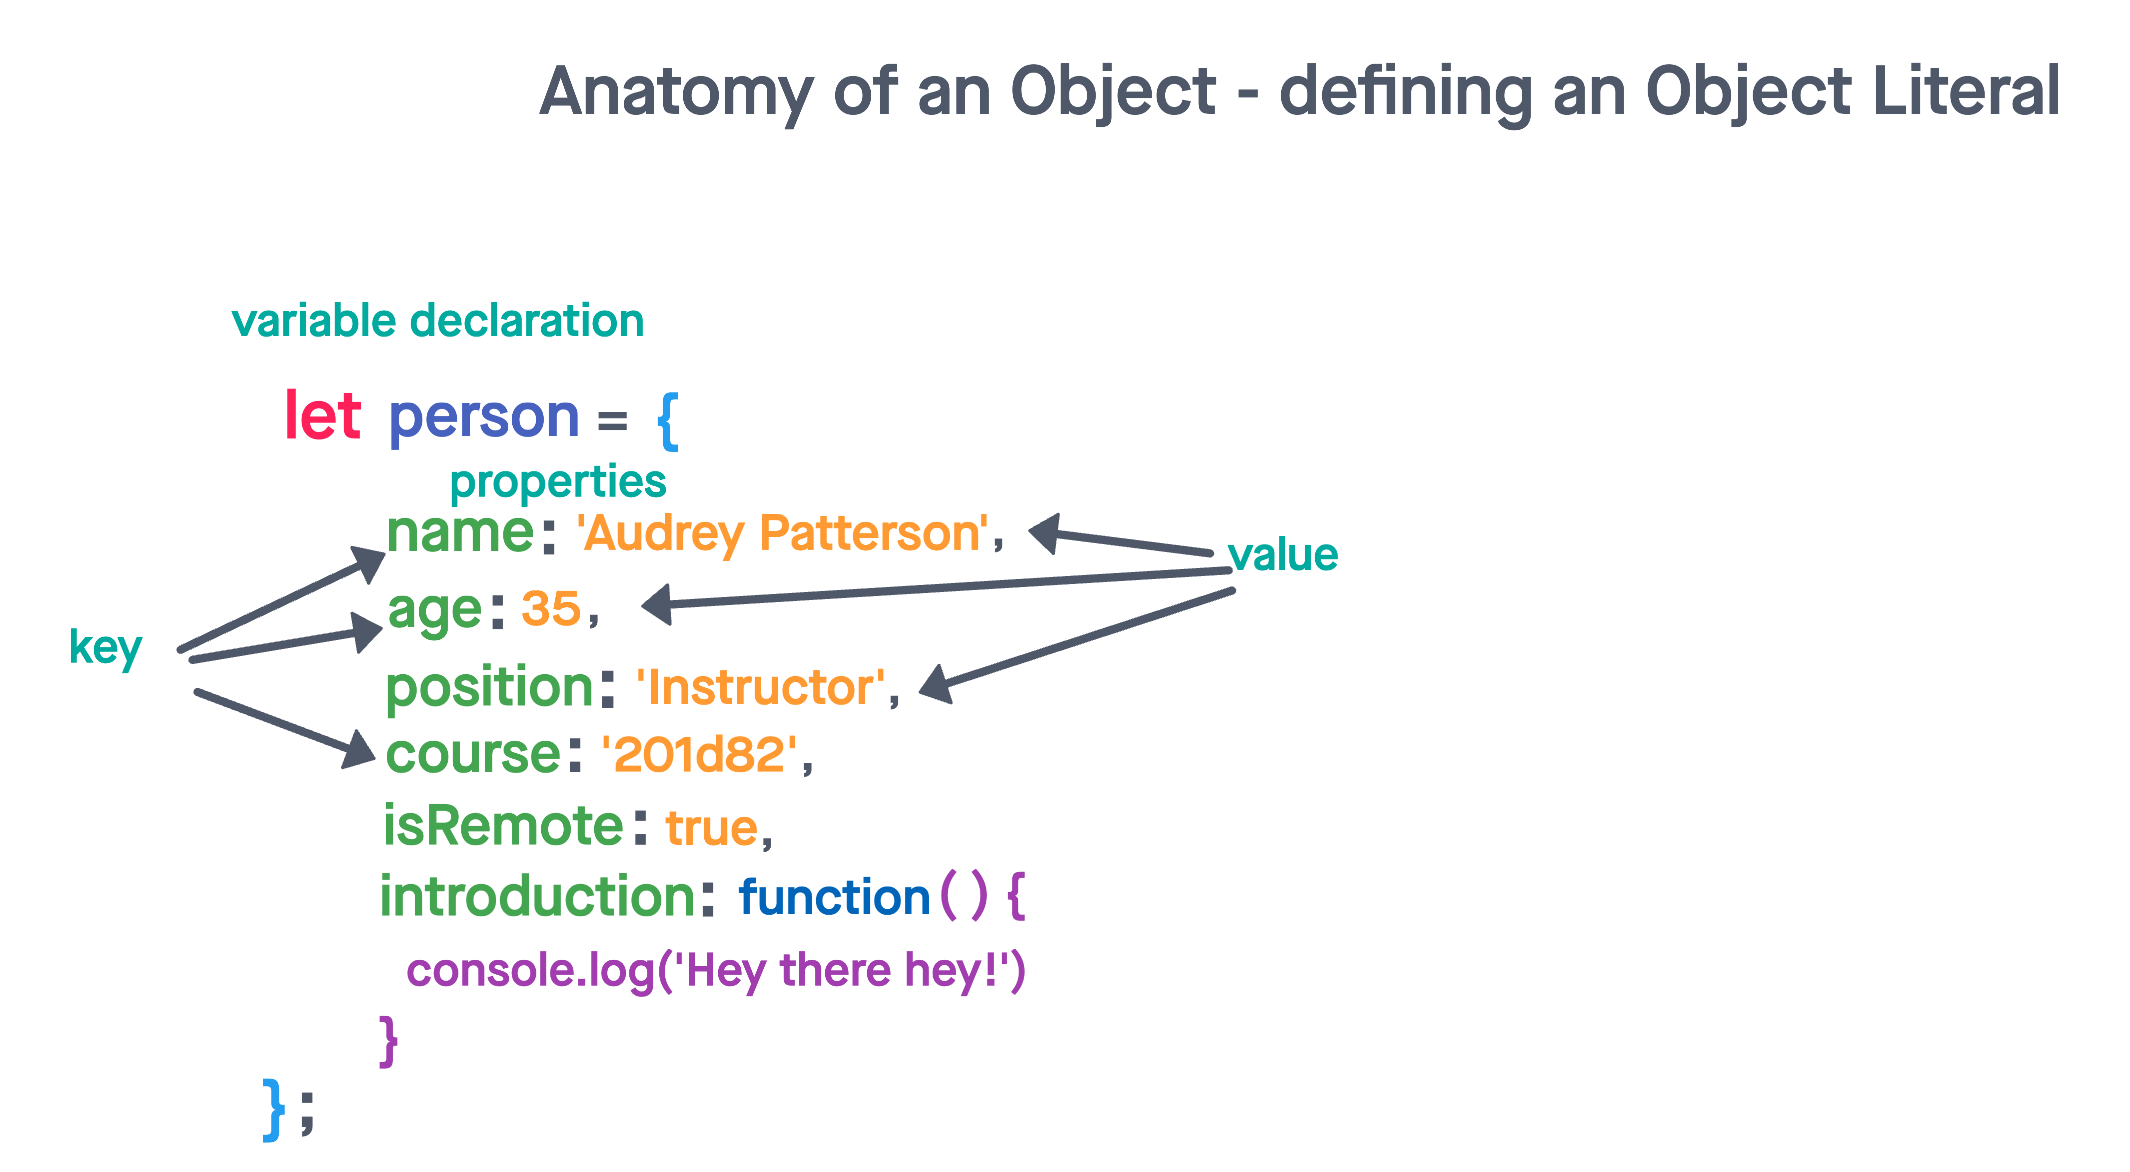 Anatomy of an Object - defining an Object Literal
variable declaration
let person = {
properties
name: 'Audrey Patterson',
value
age: 35,
key
position: 'Instructor',
course: '201d82',
isRemote: true,
introduction: function() {
console.log('Hey there hey!')
}
};